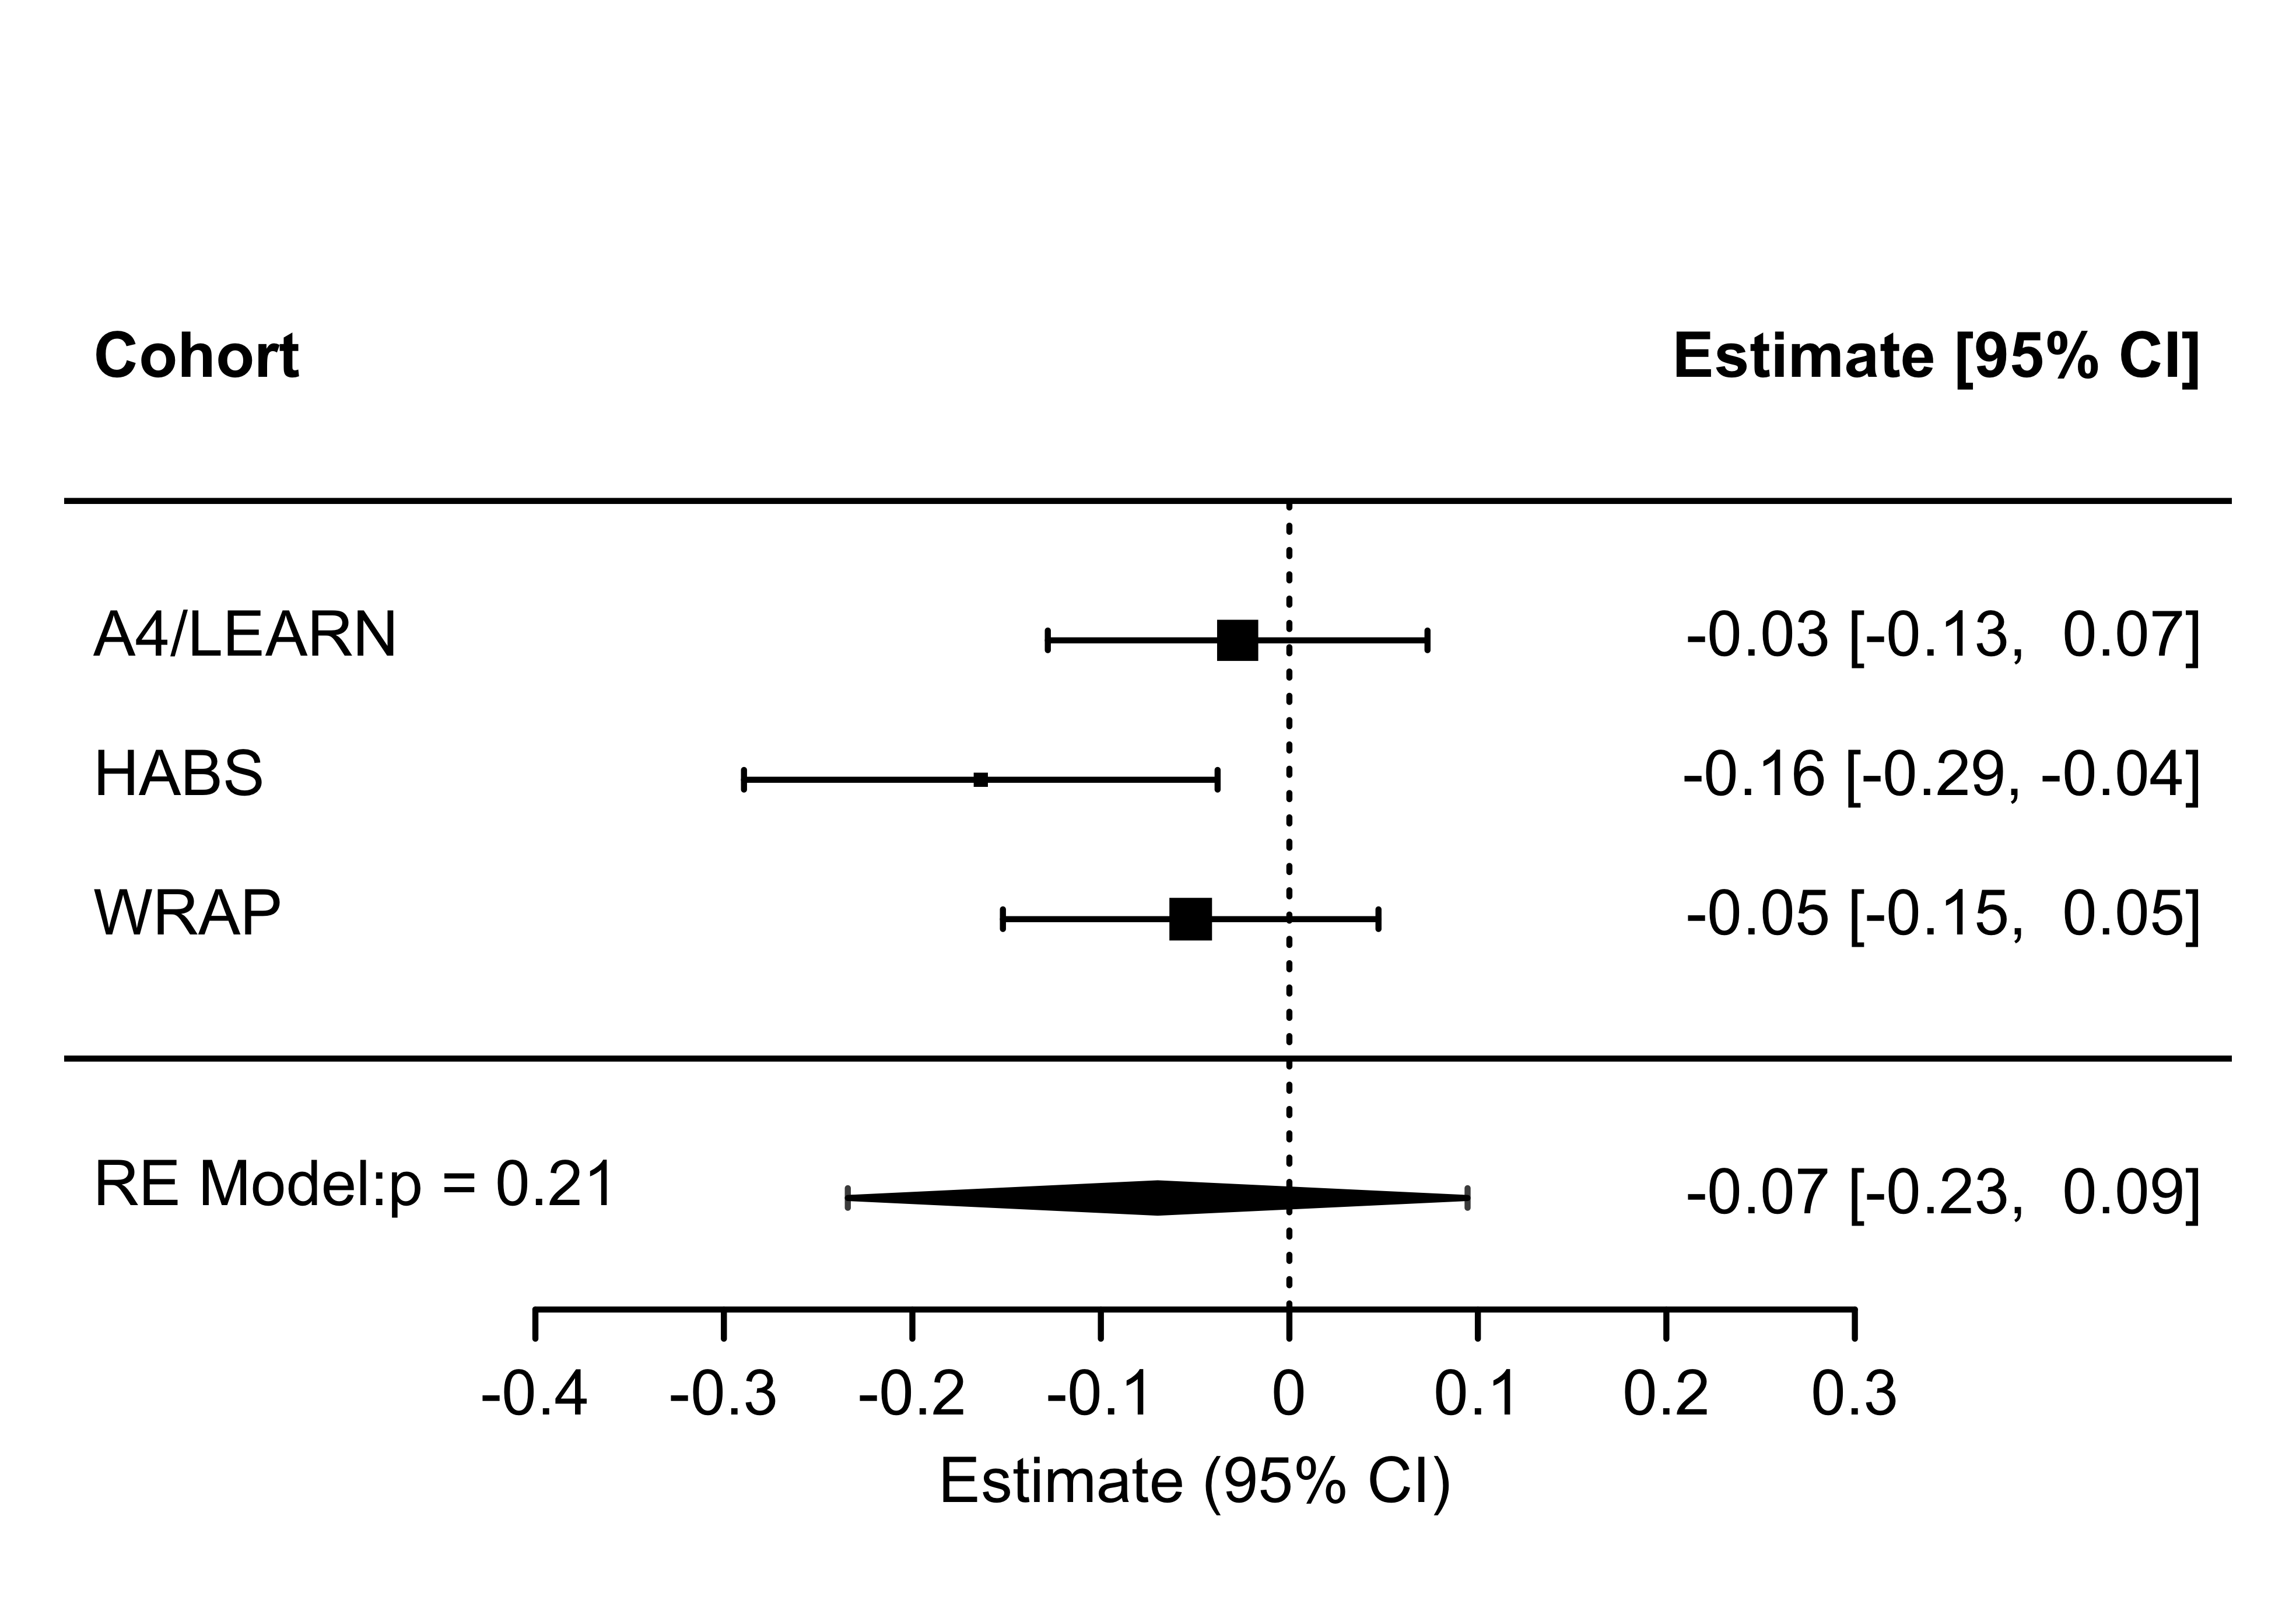 Cohort Estimate [95% CI]
A4/LEARN -0.03 [-0.13, 0.07]
HABS -0.16 [-0.29, -0.04]
WRAP -0.05 [-0.15, 0.05]
RE Model:p = 0.21 -0.07 [-0.23, 0.09]
-0.4 -0.3 -0.2 -0.1 0 0.1 0.2 0.3
Estimate (95% CI)